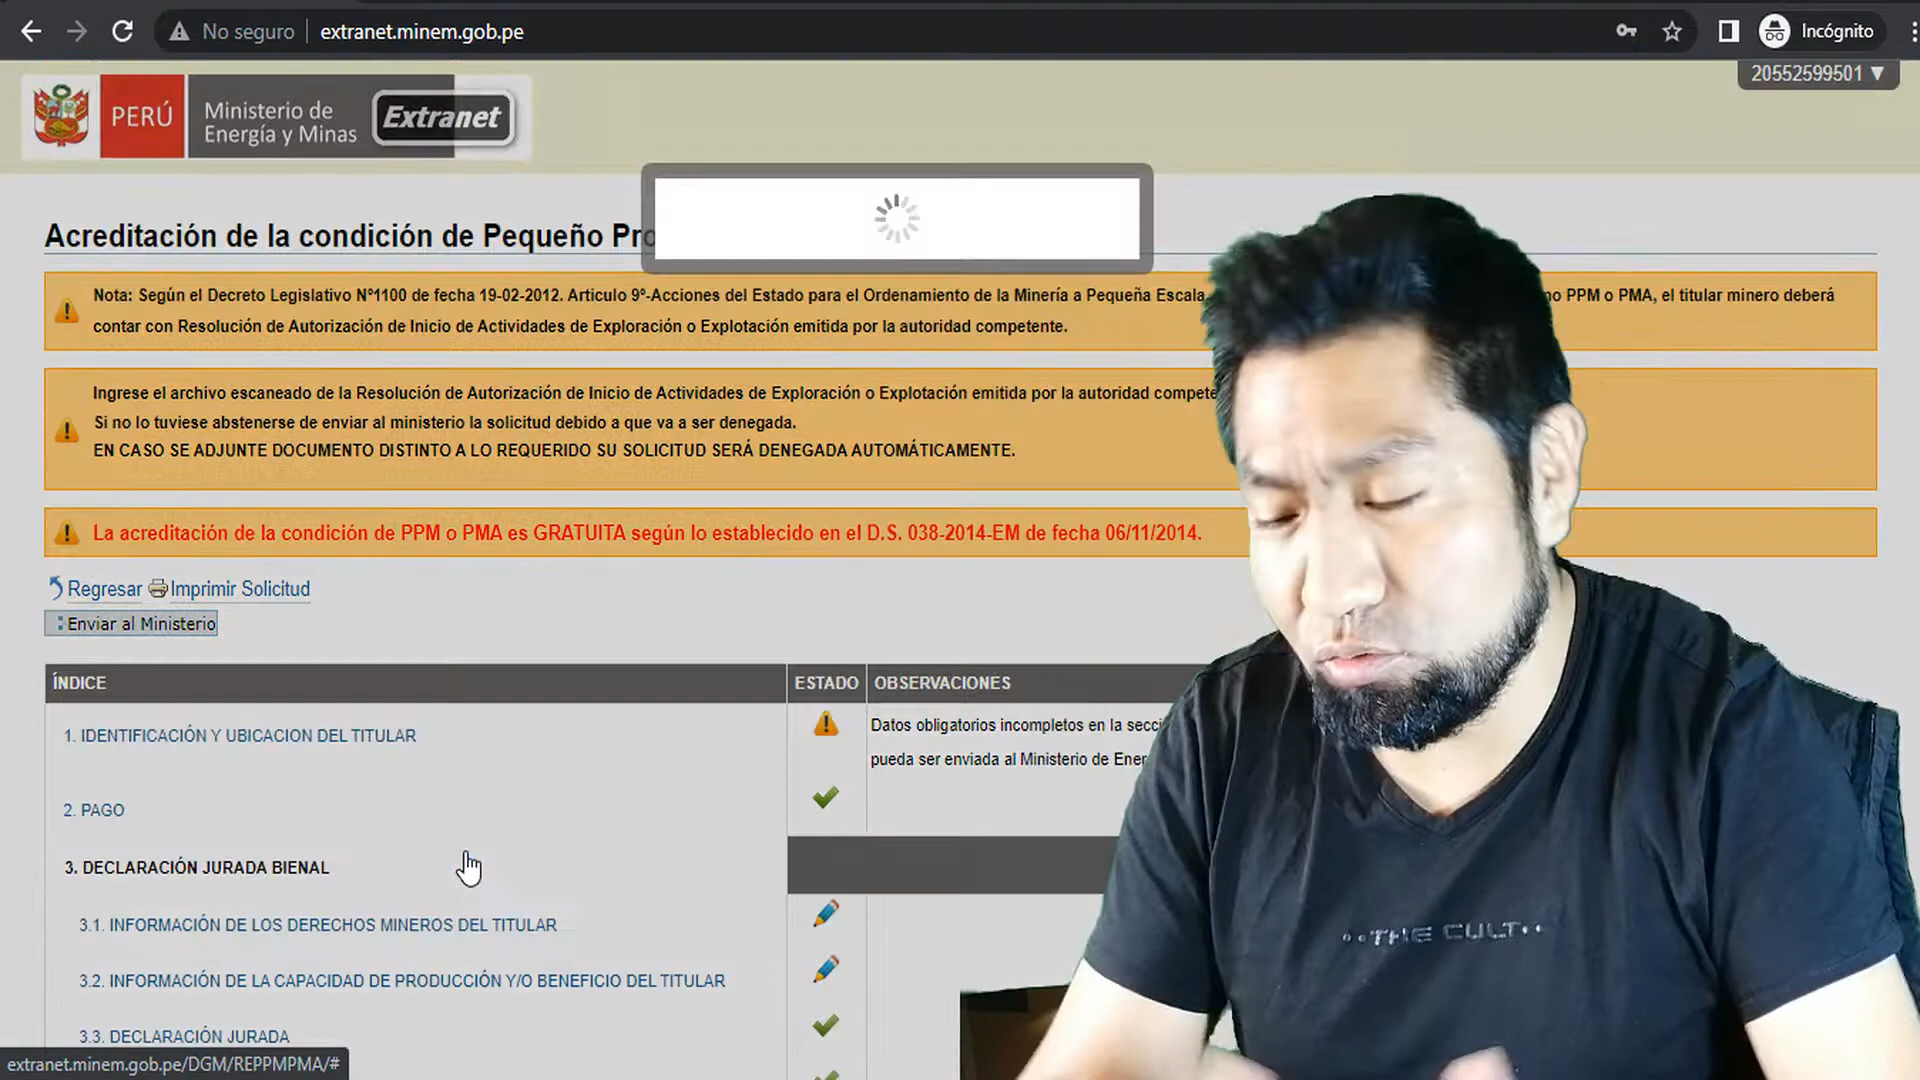 No seguro
extranet.minem.gob.pe
Incógnito
20552599501 ▼
PERÚ
Ministerio de
Energía y Minas
Extranet
Acreditación de la condición de Pequeño
Nota: Según el Decreto Legislativo Nº1100 de fecha 19-02-2012. Articulo 9º-Acciones del Estado para el Ordenamiento de la Minería a Pequeña Escala, PPM o PMA, el titular minero deberá
contar con Resolución de Autorización de Inicio de Actividades de Exploración o Explotación emitida por la autoridad competente.
Ingrese el archivo escaneado de la Resolución de Autorización de Inicio de Actividades de Exploración o Explotación emitida por la autoridad
Si no lo tuviese abstenerse de enviar al ministerio la solicitud debido a que va a ser denegada.
EN CASO SE ADJUNTE DOCUMENTO DISTINTO A LO REQUERIDO SU SOLICITUD SERÁ DENEGADA AUTOMÁTICAMENTE.
La acreditación de la condición de PPM o PMA es GRATUITA según lo establecido en el D.S. 038-2014-EM de fecha 06/11/2014.
Regresar Imprimir Solicitud
Enviar al Ministerio
ÍNDICE ESTADO OBSERVACIONES
1. IDENTIFICACIÓN Y UBICACION DEL TITULAR
Datos obligatorios incompletos en la
pueda ser enviada al Ministerio de
2. PAGO
3. DECLARACIÓN JURADA BIENAL
3.1. INFORMACIÓN DE LOS DERECHOS MINEROS DEL TITULAR
3.2. INFORMACIÓN DE LA CAPACIDAD DE PRODUCCIÓN Y/O BENEFICIO DEL TITULAR
3.3. DECLARACIÓN JURADA
extranet.minem.gob.pe/DGM/REPPMPMA/#
••THE CULT••